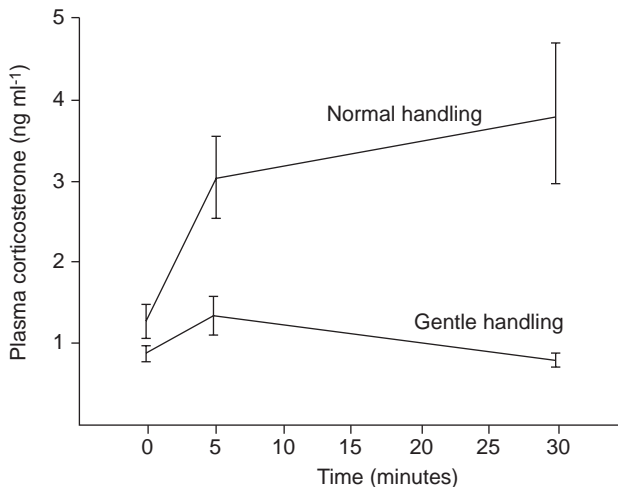 5
4
3
2
1
Plasma corticosterone (ng ml-1)
Normal handling
Gentle handling
0 5 10 15 20 25 30
Time (minutes)